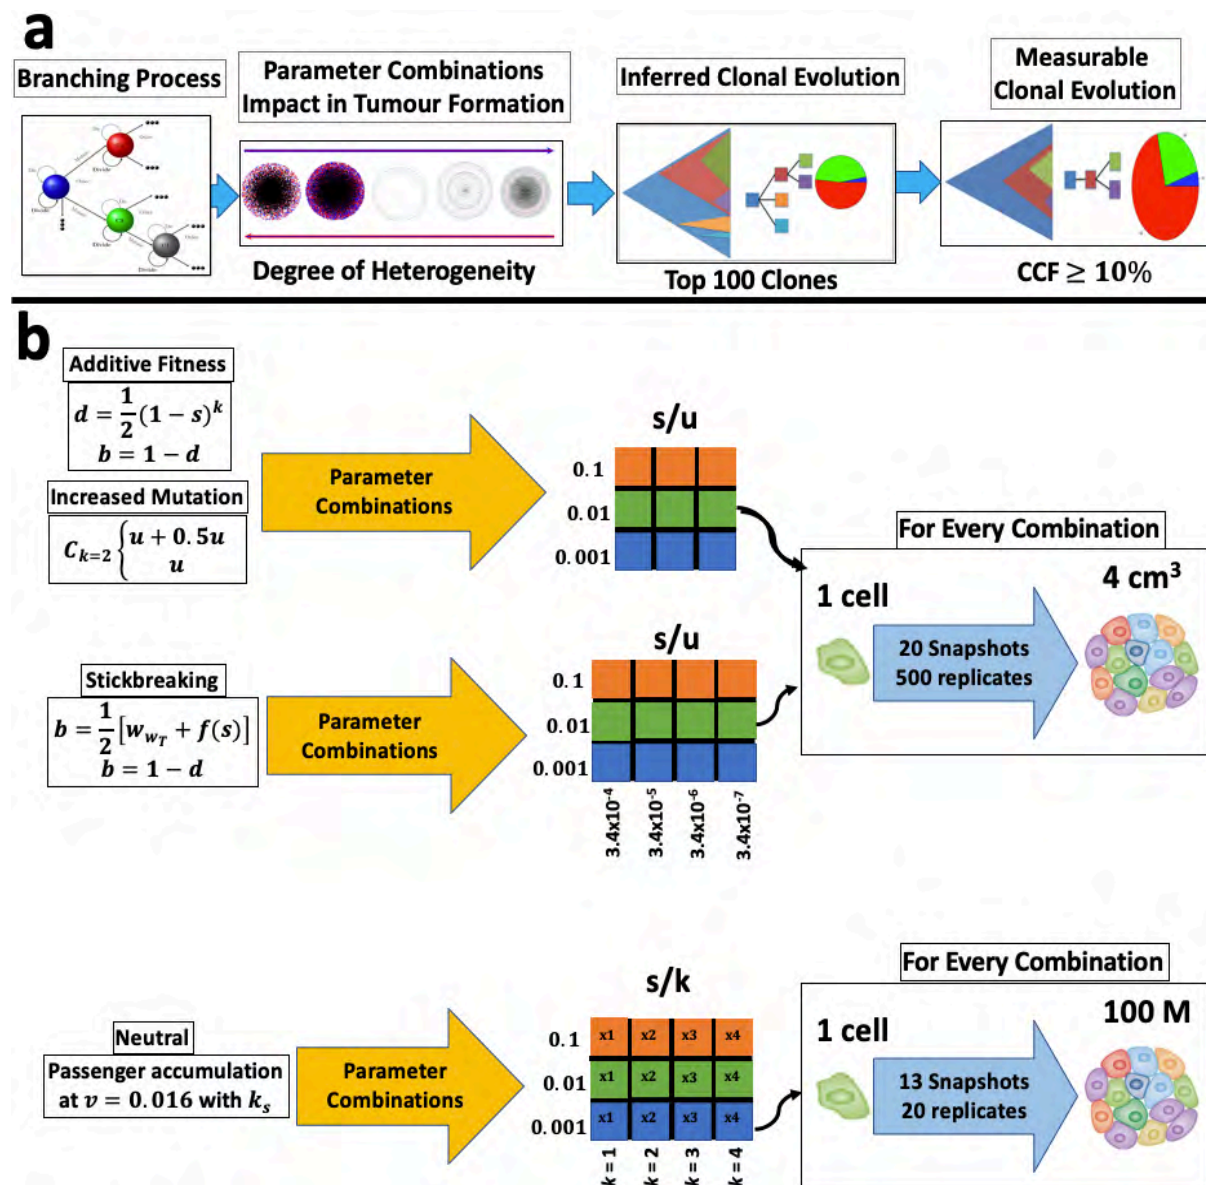 a
Branching Process
Parameter Combinations
Impact in Tumour Formation
Inferred Clonal Evolution
Measurable
Clonal Evolution
Divide
Divide
Divide
Degree of Heterogeneity
Top 100 Clones
CCF ≥ 10%
b
Additive Fitness
d = 1/2 (1 − s)^k
b = 1 − d
Increased Mutation
C_{k=2} { u + 0.5u
u
Parameter
Combinations
s/u
0.1
0.01
0.001
For Every Combination
1 cell
4 cm³
20 Snapshots
500 replicates
Stickbreaking
b = 1/2 [w_{w_T} + f(s)]
b = 1 − d
Parameter
Combinations
s/u
0.1
0.01
0.001
3.4x10⁻⁴
3.4x10⁻⁵
3.4x10⁻⁶
3.4x10⁻⁷
Neutral
Passenger accumulation
at v = 0.016 with k_s
Parameter
Combinations
s/k
0.1 x1 x2 x3 x4
0.01 x1 x2 x3 x4
0.001 x1 x2 x3 x4
k = 1
k = 2
k = 3
k = 4
For Every Combination
1 cell
100 M
13 Snapshots
20 replicates